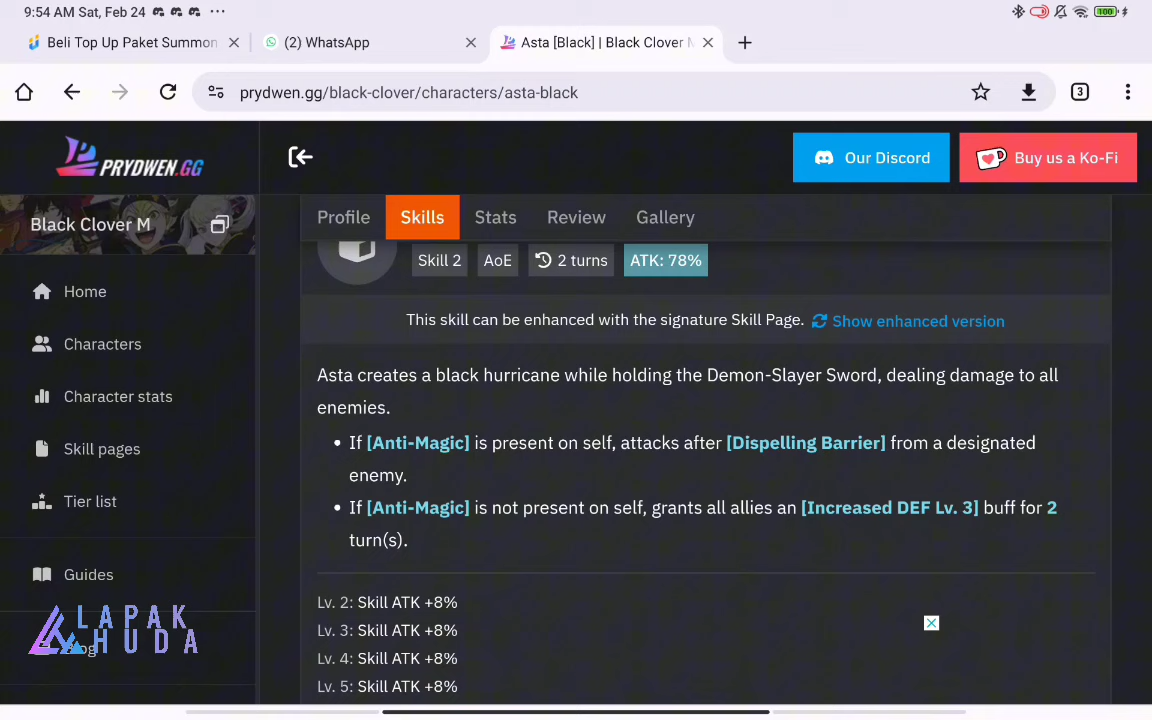 9:54 AM Sat, Feb 24
100
Beli Top Up Paket Summon
(2) WhatsApp
Asta [Black] | Black Clover M
prydwen.gg/black-clover/characters/asta-black
3
PRYDWEN.GG
Our Discord
Buy us a Ko-Fi
Black Clover M
Profile
Skills
Stats
Review
Gallery
Skill 2
AoE
2 turns
ATK: 78%
Home
Characters
Character stats
Skill pages
Tier list
Guides
This skill can be enhanced with the signature Skill Page. Show enhanced version
Asta creates a black hurricane while holding the Demon-Slayer Sword, dealing damage to all
enemies.
• If [Anti-Magic] is present on self, attacks after [Dispelling Barrier] from a designated
enemy.
• If [Anti-Magic] is not present on self, grants all allies an [Increased DEF Lv. 3] buff for 2
turn(s).
Lv. 2: Skill ATK +8%
Lv. 3: Skill ATK +8%
Lv. 4: Skill ATK +8%
Lv. 5: Skill ATK +8%
LAPAK
HUDA